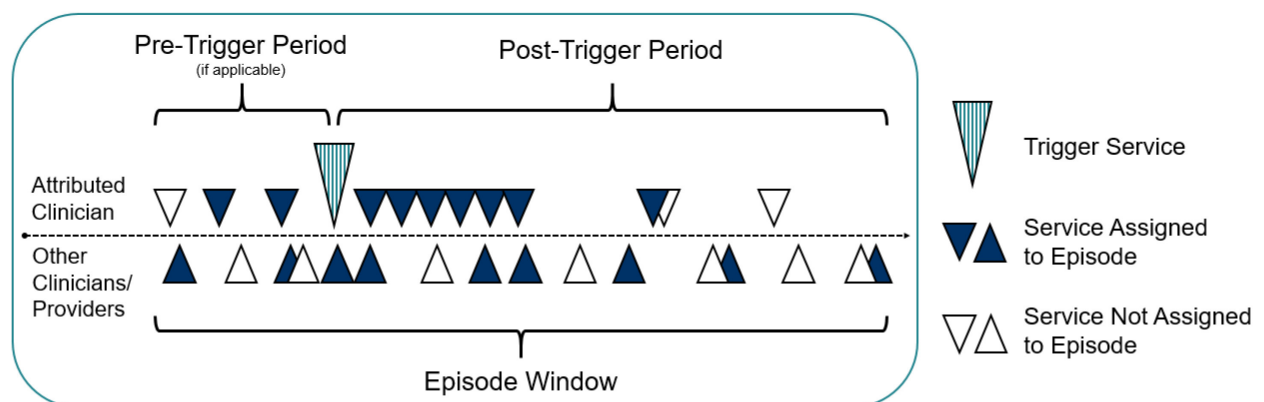 Pre-Trigger Period
(if applicable)
Post-Trigger Period
Attributed
Clinician
Other
Clinicians/
Providers
Episode Window
Trigger Service
Service Assigned
to Episode
Service Not Assigned
to Episode